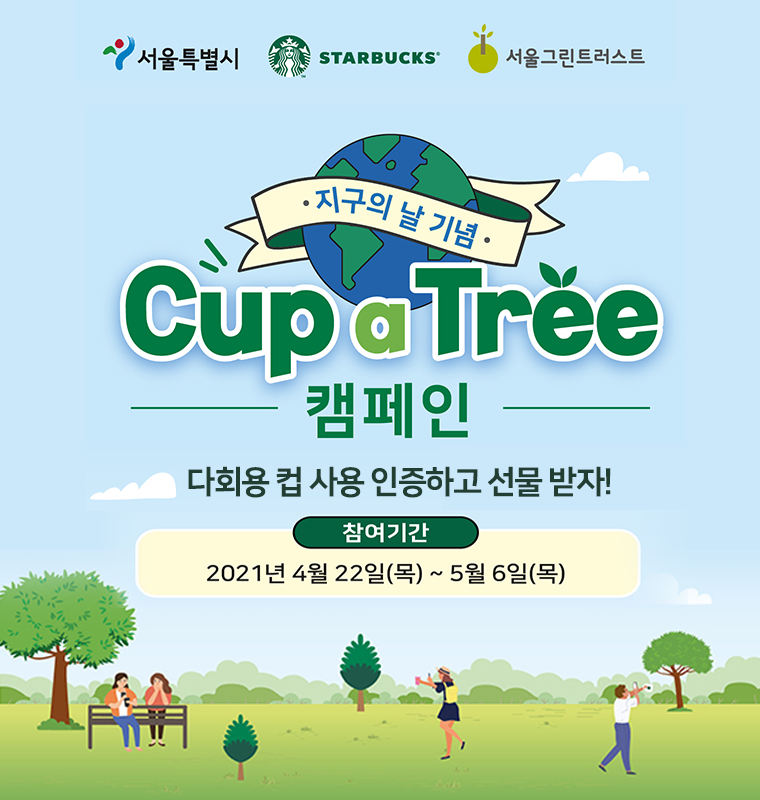 서울특별시
STARBUCKS®
서울그린트러스트
·지구의 날 기념·
Cup a Tree
캠페인
다회용 컵 사용 인증하고 선물 받자!
참여기간
2021년 4월 22일(목) ~ 5월 6일(목)